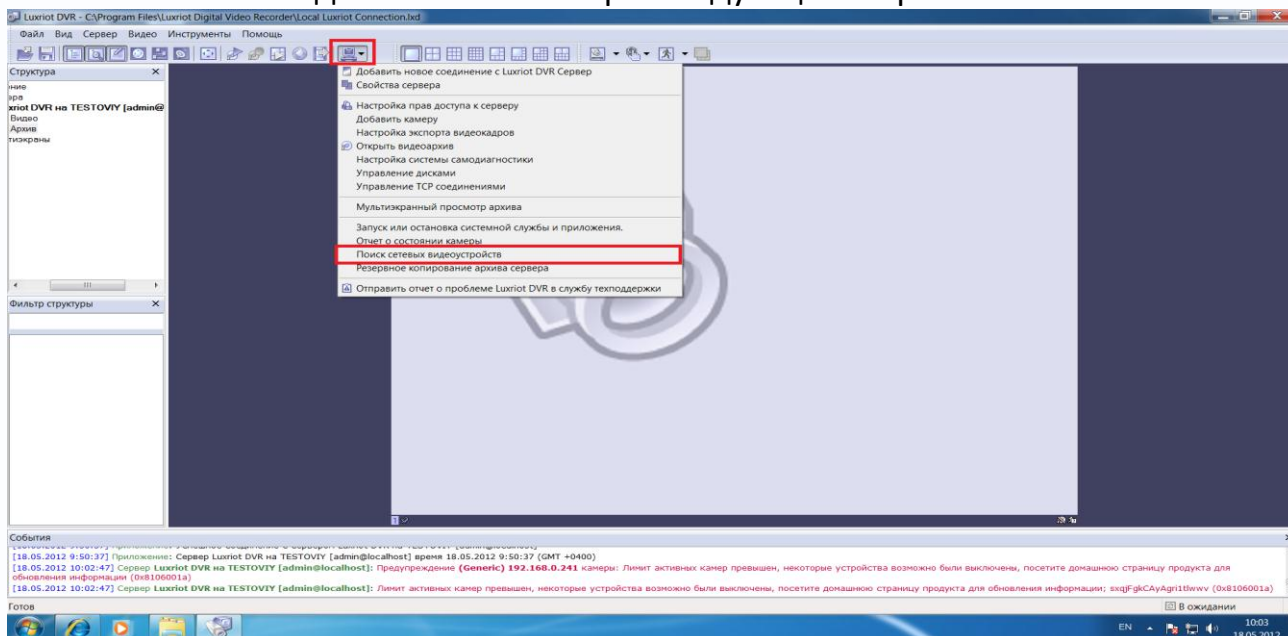 Luxriot DVR - C:\Program Files\Luxriot Digital Video Recorder\Local Luxriot Connection.lxd
Файл Вид Сервер Видео Инструменты Помощь
Структура
ние
ера
xriot DVR на TESTOVIY [admin@
Видео
Архив
тиэкраны
Добавить новое соединение с Luxriot DVR Сервер
Свойства сервера
Настройка прав доступа к серверу
Добавить камеру
Настройка экспорта видеокадров
Открыть видеоархив
Настройка системы самодиагностики
Управление дисками
Управление TCP соединениями
Мультиэкранный просмотр архива
Запуск или остановка системной службы и приложения.
Отчет о состоянии камеры
Поиск сетевых видеоустройств
Резервное копирование архива сервера
Отправить отчет о проблеме Luxriot DVR в службу техподдержки
Фильтр структуры
1
События
[18.05.2012 9:50:37] Приложение: Сервер Luxriot DVR на TESTOVIY [admin@localhost] время 18.05.2012 9:50:37 (GMT +0400)
[18.05.2012 10:02:47] Сервер Luxriot DVR на TESTOVIY [admin@localhost]: Предупреждение (Generic) 192.168.0.241 камеры: Лимит активных камер превышен, некоторые устройства возможно были выключены, посетите домашнюю страницу продукта для
обновления информации (0x8106001a)
[18.05.2012 10:02:47] Сервер Luxriot DVR на TESTOVIY [admin@localhost]: Лимит активных камер превышен, некоторые устройства возможно были выключены, посетите домашнюю страницу продукта для обновления информации; (0x8106001a)
Готов
В ожидании
EN
10:03
18.05.2012